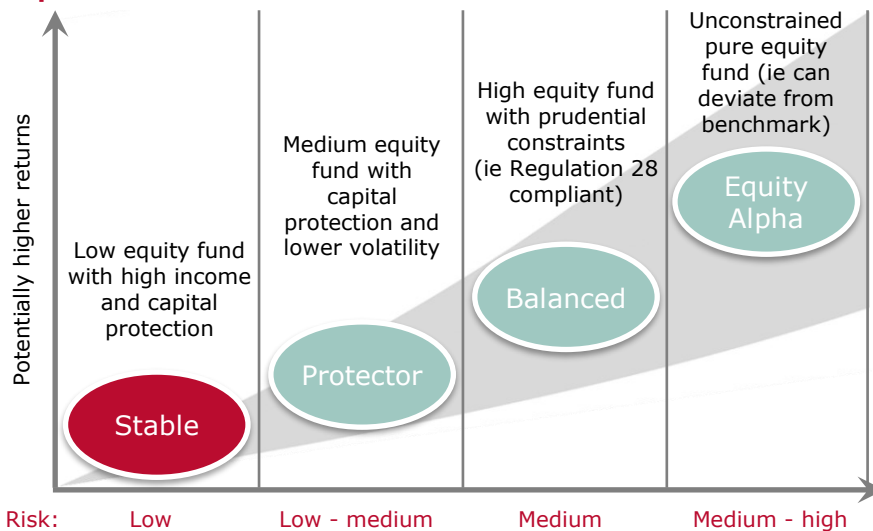 Potentially higher returns
Low equity fund
with high income
and capital
protection
Stable
Medium equity
fund with
capital
protection and
lower volatility
Protector
High equity fund
with prudential
constraints
(ie Regulation 28
compliant)
Balanced
Unconstrained
pure equity
fund (ie can
deviate from
benchmark)
Equity
Alpha
Risk: Low Low - medium Medium Medium - high